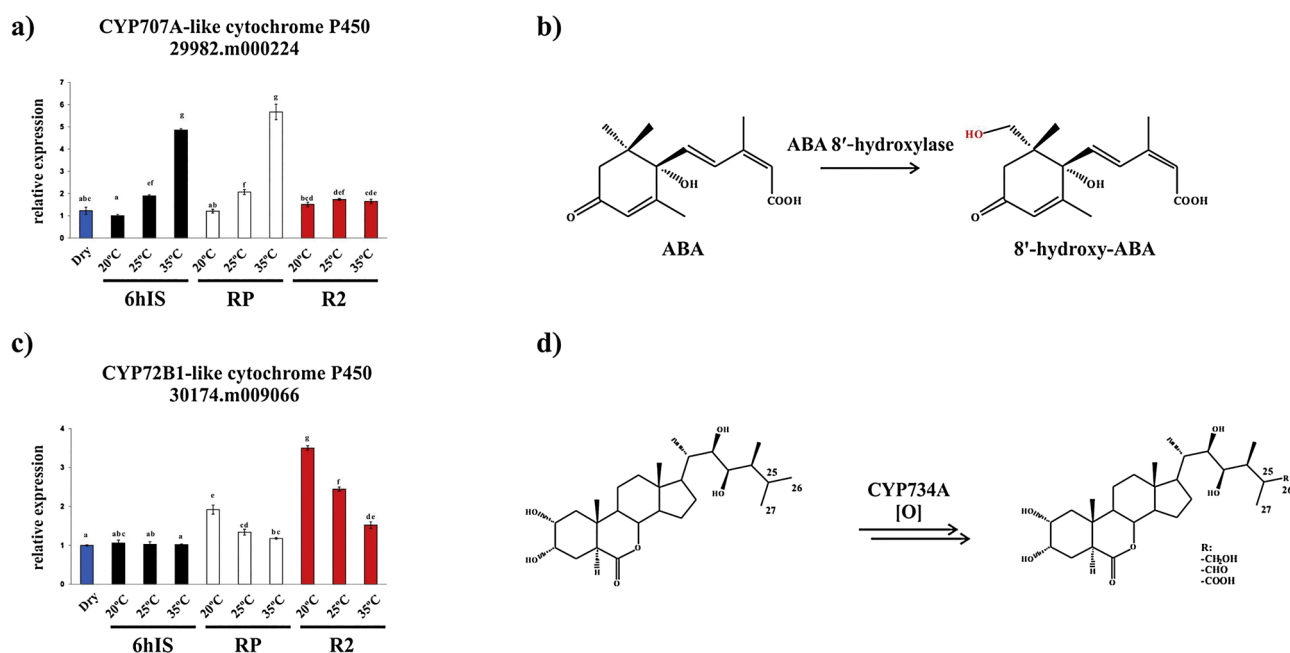 a)
CYP707A-like cytochrome P450
29982.m000224
relative expression
7
6
5
4
3
2
1
0
abc
a
ef
g
ab
f
g
bcd
def
cde
Dry
20°C
25°C
35°C
20°C
25°C
35°C
20°C
25°C
35°C
6hIS
RP
R2
b)
O
OH
COOH
ABA
ABA 8′-hydroxylase
HO
O
OH
COOH
8'-hydroxy-ABA
c)
CYP72B1-like cytochrome P450
30174.m009066
relative expression
4
3
2
1
0
a
abc
ab
a
e
cd
bc
g
f
de
Dry
20°C
25°C
35°C
20°C
25°C
35°C
20°C
25°C
35°C
6hIS
RP
R2
d)
OH
25
26
HO
27
HO
HO
H
O
O
CYP734A
[O]
OH
25
R
26
HO
27
HO
HO
H
O
O
R:
-CH2OH
-CHO
-COOH